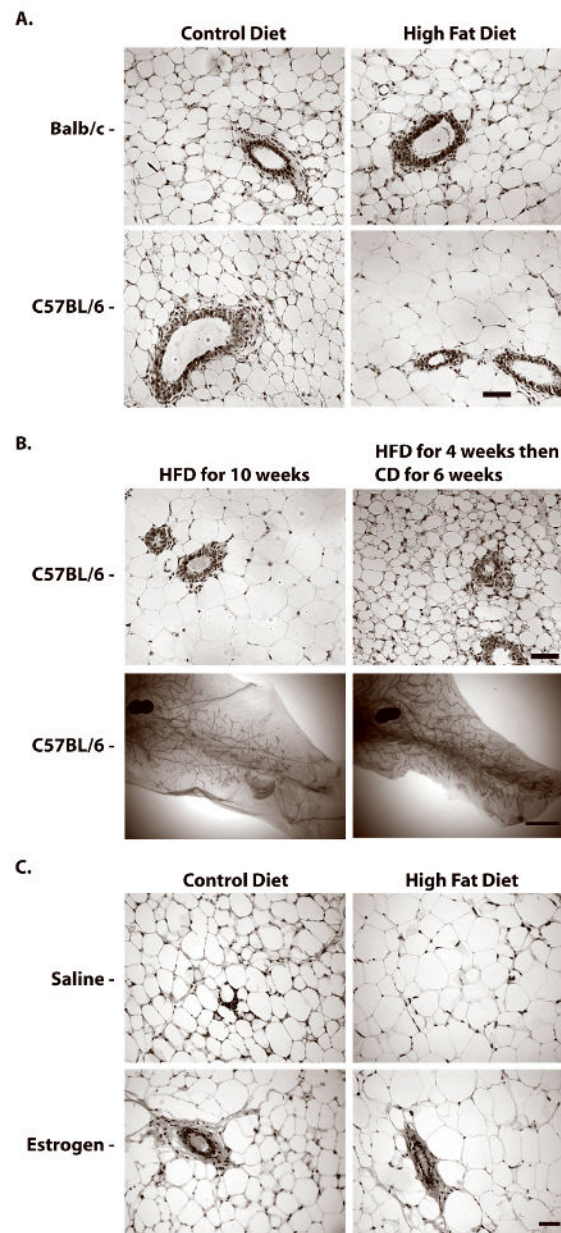 A.
Control Diet High Fat Diet
Balb/c -
C57BL/6 -
B.
HFD for 10 weeks HFD for 4 weeks then
CD for 6 weeks
C57BL/6 -
C57BL/6 -
C.
Control Diet High Fat Diet
Saline -
Estrogen -